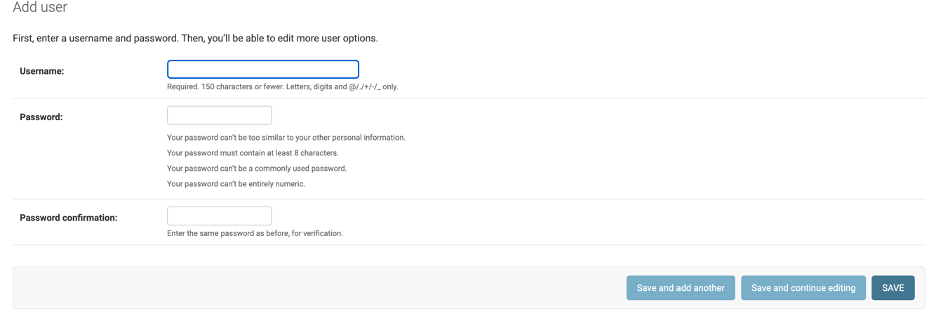 Add user
First, enter a username and password. Then, you'll be able to edit more user options.
Username:
Required. 150 characters or fewer. Letters, digits and @/./+/-/_ only.
Password:
Your password can't be too similar to your other personal information.
Your password must contain at least 8 characters.
Your password can't be a commonly used password.
Your password can't be entirely numeric.
Password confirmation:
Enter the same password as before, for verification.
Save and add another Save and continue editing SAVE